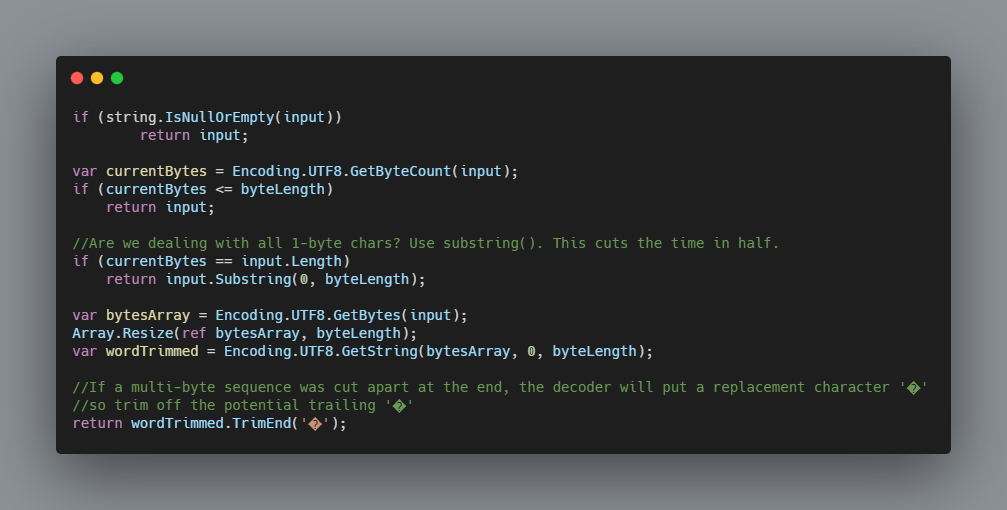 if (string.IsNullOrEmpty(input))
        return input;

var currentBytes = Encoding.UTF8.GetByteCount(input);
if (currentBytes <= byteLength)
    return input;

//Are we dealing with all 1-byte chars? Use substring(). This cuts the time in half.
if (currentBytes == input.Length)
    return input.Substring(0, byteLength);

var bytesArray = Encoding.UTF8.GetBytes(input);
Array.Resize(ref bytesArray, byteLength);
var wordTrimmed = Encoding.UTF8.GetString(bytesArray, 0, byteLength);

//If a multi-byte sequence was cut apart at the end, the decoder will put a replacement character '�'
//so trim off the potential trailing '�'
return wordTrimmed.TrimEnd('�');